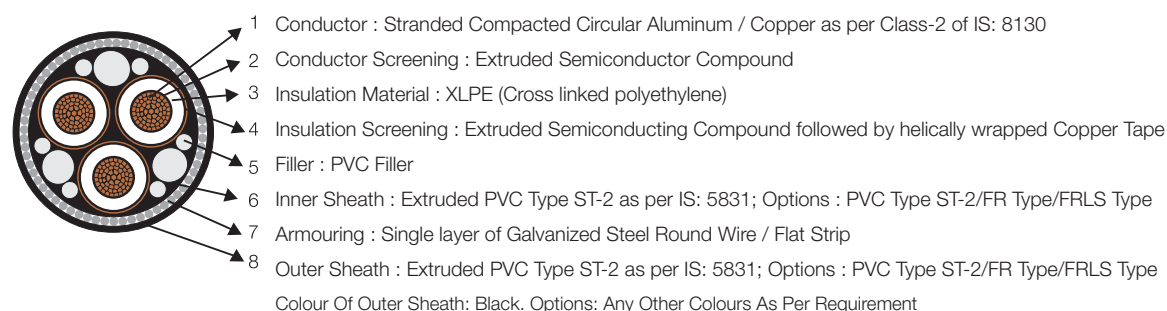 1 Conductor : Stranded Compacted Circular Aluminum / Copper as per Class-2 of IS: 8130
2 Conductor Screening : Extruded Semiconductor Compound
3 Insulation Material : XLPE (Cross linked polyethylene)
4 Insulation Screening : Extruded Semiconducting Compound followed by helically wrapped Copper Tape
5 Filler : PVC Filler
6 Inner Sheath : Extruded PVC Type ST-2 as per IS: 5831; Options : PVC Type ST-2/FR Type/FRLS Type
7 Armouring : Single layer of Galvanized Steel Round Wire / Flat Strip
8 Outer Sheath : Extruded PVC Type ST-2 as per IS: 5831; Options : PVC Type ST-2/FR Type/FRLS Type
Colour Of Outer Sheath: Black. Options: Any Other Colours As Per Requirement